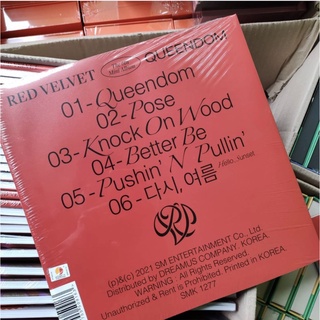 RED VELVET
QUEENDOM
01-Queendom
02-Pose
03-Knock On Wood
04-Better Be
05-Pushin' N Pullin'
Hello, Sunset
06-다시, 여름
(p)&(c) 2021 SM ENTERTAINMENT Co., Ltd.
Distributed by DREAMUS COMPANY. KOREA.
WARNING - All Rights Reserved.
Unauthorized & Rent is Prohibited. Printed in KOREA.
SMK 1277